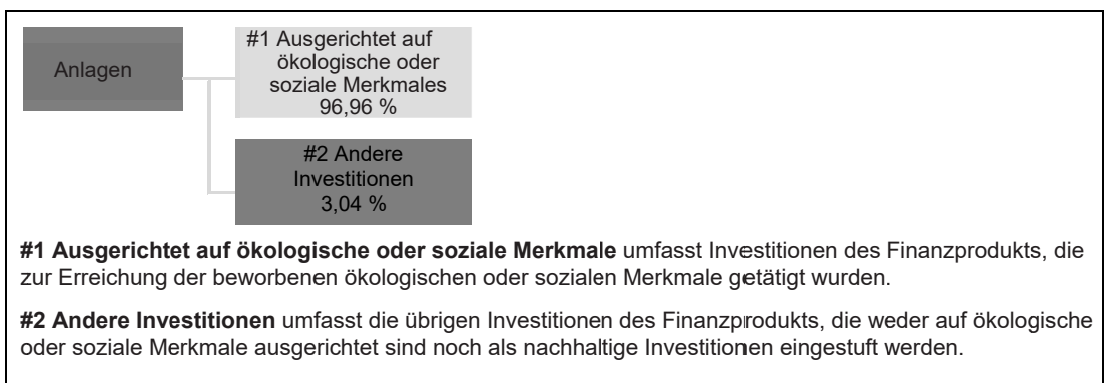 Anlagen
#1 Ausgerichtet auf
ökologische oder
soziale Merkmales
96,96 %
#2 Andere
Investitionen
3,04 %
#1 Ausgerichtet auf ökologische oder soziale Merkmale umfasst Investitionen des Finanzprodukts, die
zur Erreichung der beworbenen ökologischen oder sozialen Merkmale getätigt wurden.
#2 Andere Investitionen umfasst die übrigen Investitionen des Finanzprodukts, die weder auf ökologische
oder soziale Merkmale ausgerichtet sind noch als nachhaltige Investitionen eingestuft werden.